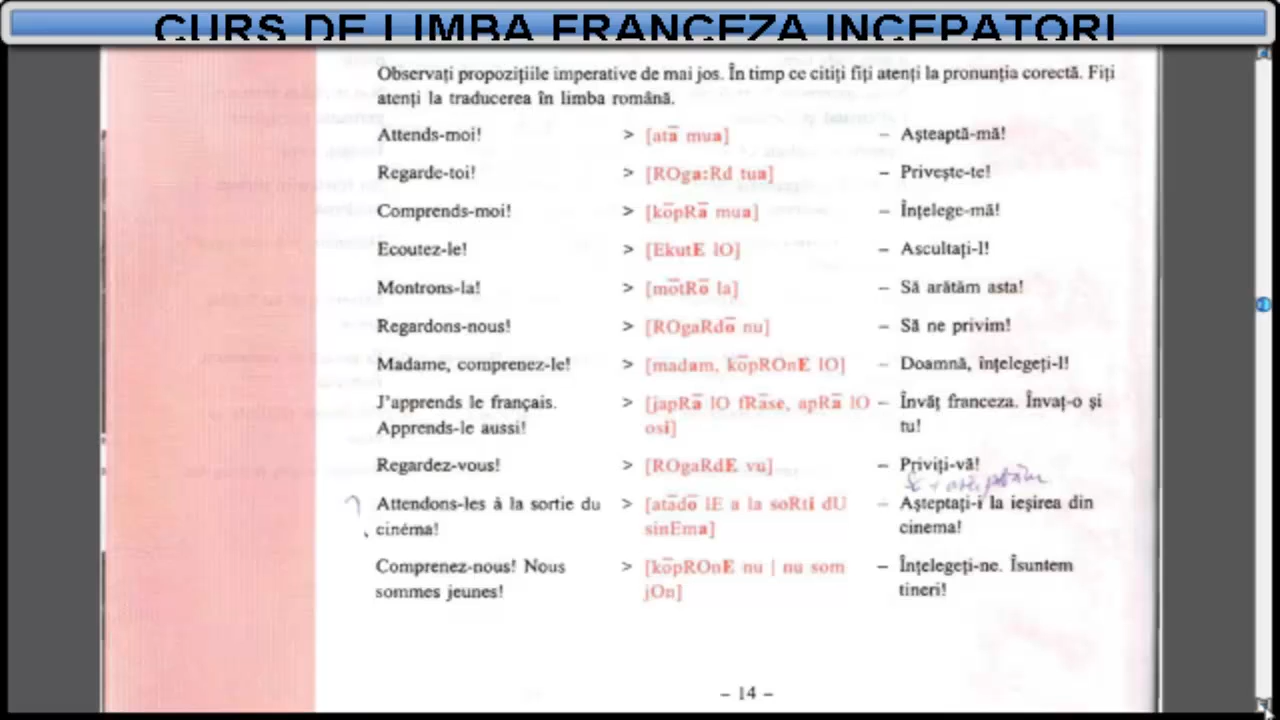 CURS DE LIMBA FRANCEZA INCEPATORI
Observați propozițiile imperative de mai jos. În timp ce citiți fiți atenți la pronunția corectă. Fiți
atenți la traducerea în limba română.
Attends-moi! > [atā mua] – Așteaptă-mă!
Regarde-toi! > [ROga:Rd tua] – Privește-te!
Comprends-moi! > [kōpRā mua] – Înțelege-mă!
Ecoutez-le! > [EkutE lO] – Ascultați-l!
Montrons-la! > [mōtRō la] – Să arătăm asta!
Regardons-nous! > [ROgaRdō nu] – Să ne privim!
Madame, comprenez-le! > [madam, kōpROnE lO] – Doamnă, înțelegeți-l!
J'apprends le français. > [japRā lO fRāse, apRā lO – Învăț franceza. Învaț-o și
Apprends-le aussi! osi] tu!
Regardez-vous! > [ROgaRdE vu] – Priviți-vă!
Attendons-les à la sortie du > [atādō lE a la soRti dU – Așteptați-i la ieșirea din
cinéma! sinEma] cinema!
Comprenez-nous! Nous > [kōpROnE nu | nu som – Înțelegeți-ne. Îsuntem
sommes jeunes! jOn] tineri!
– 14 –